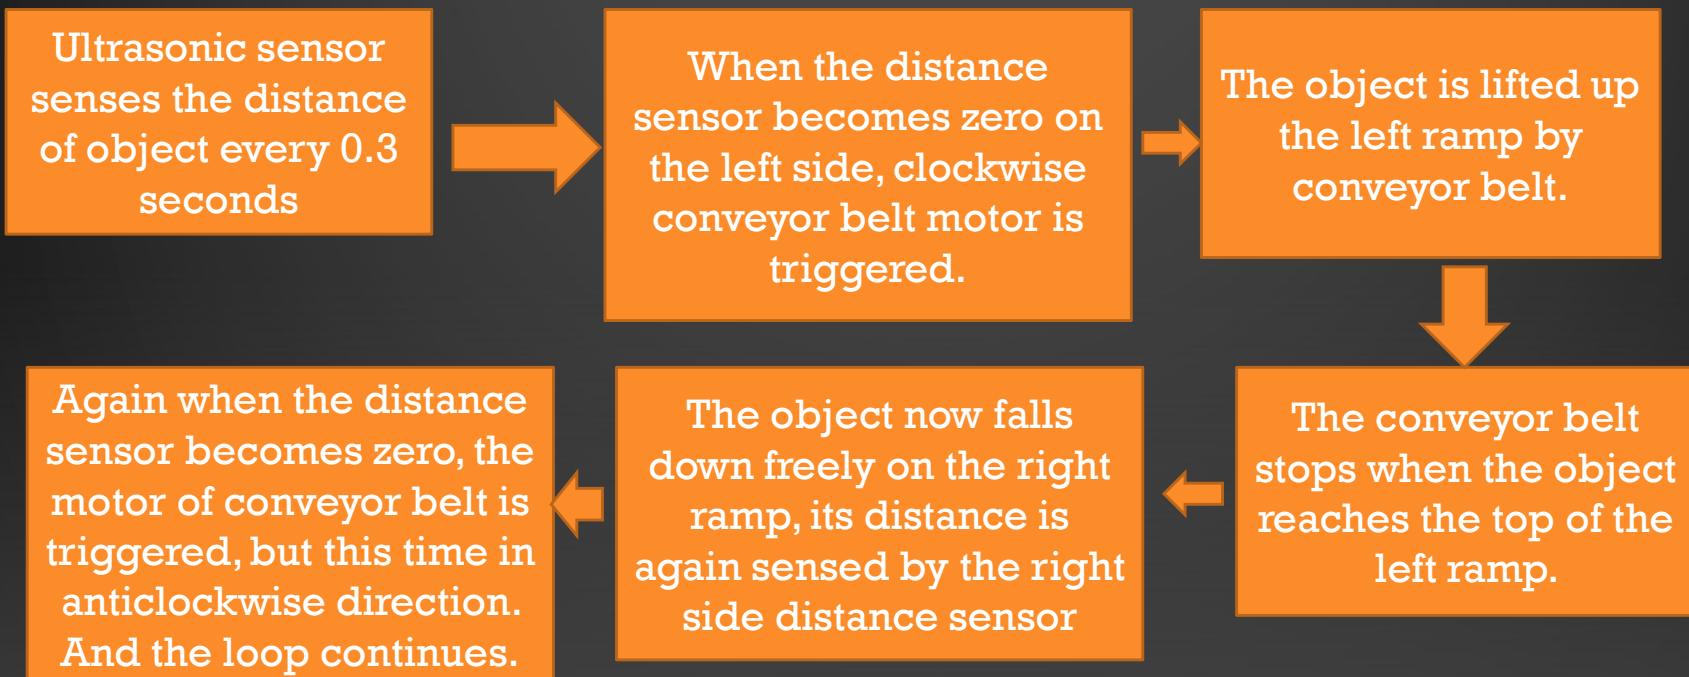 Ultrasonic sensor
senses the distance
of object every 0.3
seconds
When the distance
sensor becomes zero on
the left side, clockwise
conveyor belt motor is
triggered.
The object is lifted up
the left ramp by
conveyor belt.
The conveyor belt
stops when the object
reaches the top of the
left ramp.
The object now falls
down freely on the right
ramp, its distance is
again sensed by the right
side distance sensor
Again when the distance
sensor becomes zero, the
motor of conveyor belt is
triggered, but this time in
anticlockwise direction.
And the loop continues.